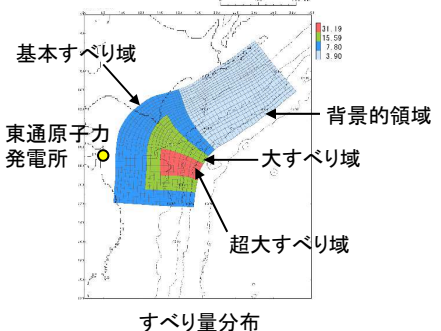 31.19
15.59
7.80
3.90
基本すべり域
背景的領域
東通原子力
発電所
大すべり域
超大すべり域
すべり量分布